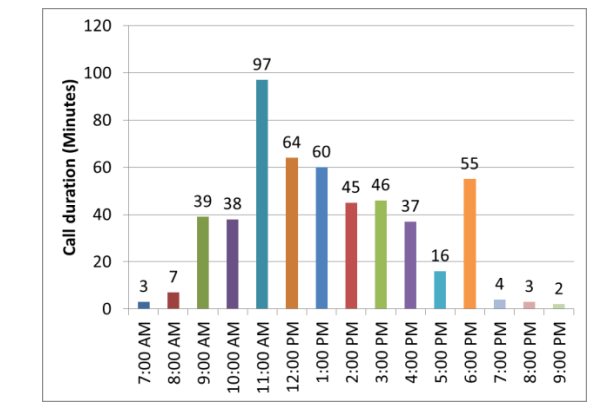 120
100
80
60
40
20
0
Call duration (Minutes)
3
7
39
38
97
64
60
45
46
37
16
55
4
3
2
7:00 AM
8:00 AM
9:00 AM
10:00 AM
11:00 AM
12:00 PM
1:00 PM
2:00 PM
3:00 PM
4:00 PM
5:00 PM
6:00 PM
7:00 PM
8:00 PM
9:00 PM